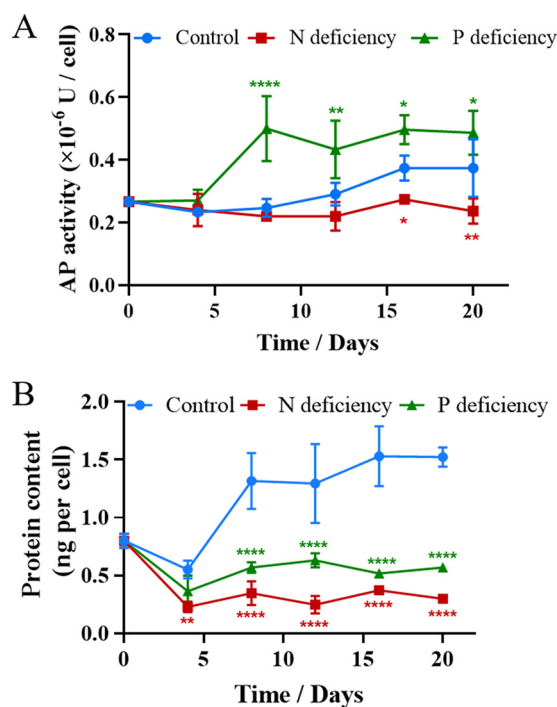 A
Control N deficiency P deficiency
0.8
0.6
0.4
0.2
0.0
AP activity (×10⁻⁶ U / cell)
**** ** * *
* **
0 5 10 15 20
Time / Days
B
Control N deficiency P deficiency
2.0
1.5
1.0
0.5
0.0
Protein content
(ng per cell)
**** **** **** ****
** **** **** **** ****
0 5 10 15 20
Time / Days